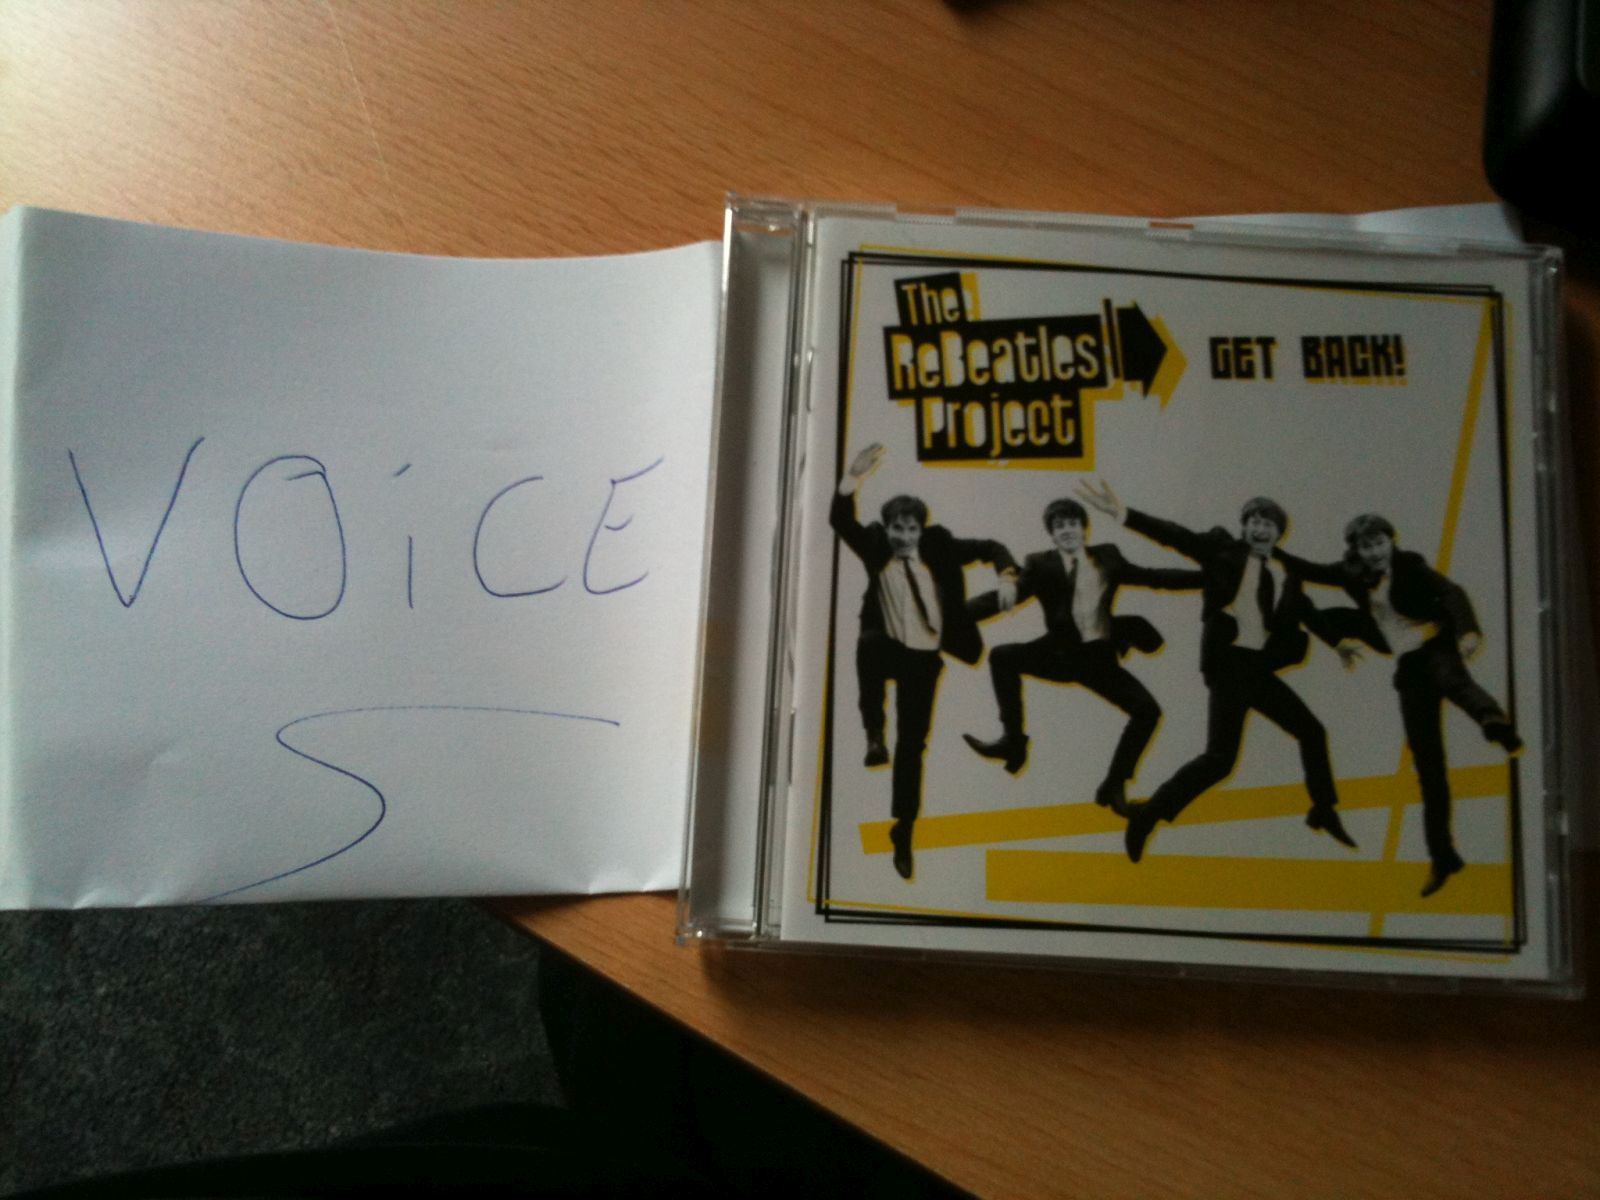 VOiCE
The
ReBeatles
Project
GET BACK!